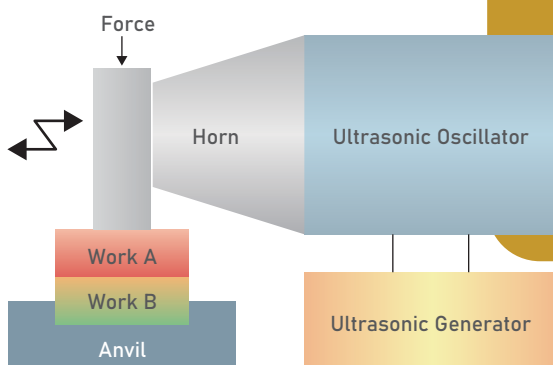 Force
Horn
Ultrasonic Oscillator
Work A
Work B
Ultrasonic Generator
Anvil